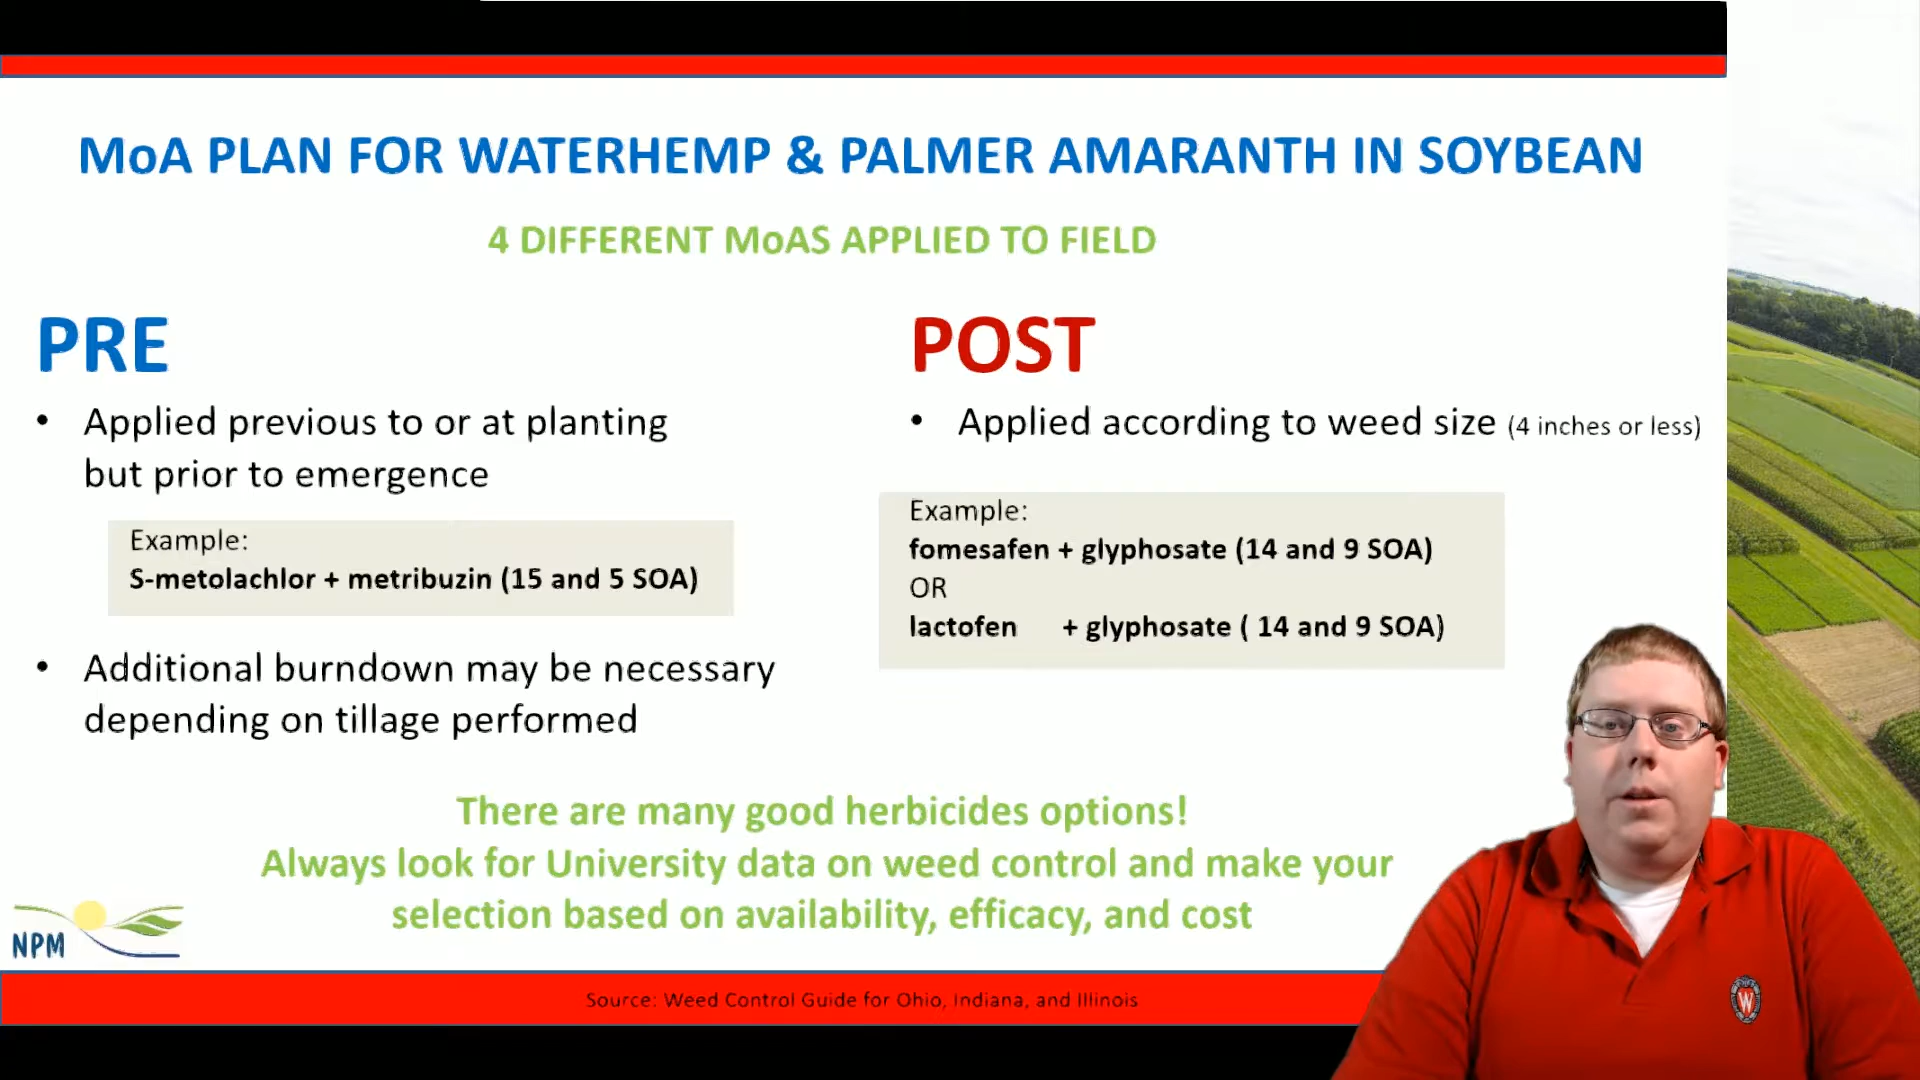 MoA PLAN FOR WATERHEMP & PALMER AMARANTH IN SOYBEAN
4 DIFFERENT MoAS APPLIED TO FIELD
PRE
• Applied previous to or at planting
but prior to emergence
Example:
S-metolachlor + metribuzin (15 and 5 SOA)
• Additional burndown may be necessary
depending on tillage performed
POST
• Applied according to weed size (4 inches or less)
Example:
fomesafen + glyphosate (14 and 9 SOA)
OR
lactofen + glyphosate ( 14 and 9 SOA)
There are many good herbicides options!
Always look for University data on weed control and make your
selection based on availability, efficacy, and cost
NPM
Source: Weed Control Guide for Ohio, Indiana, and Illinois
W